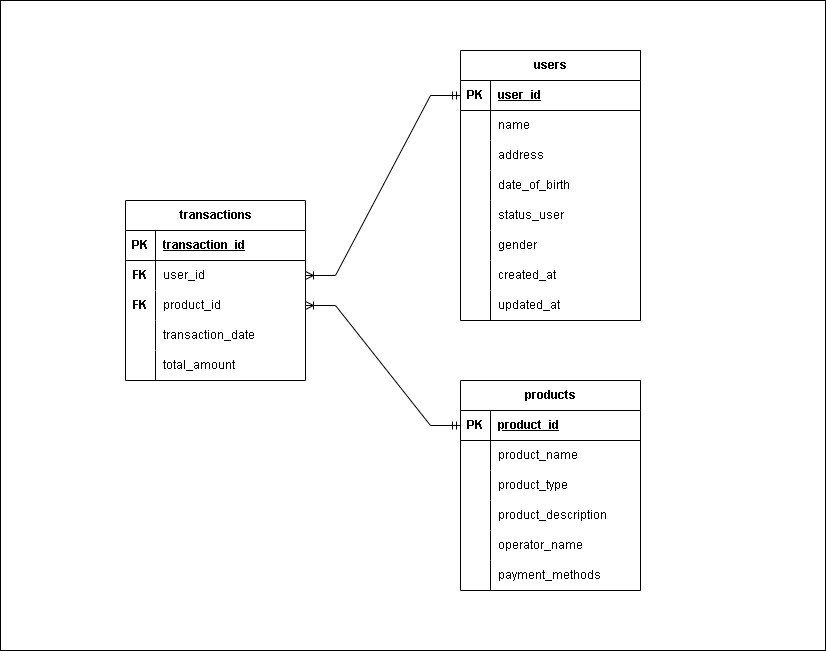 users
PK user_id
name
address
date_of_birth
status_user
gender
created_at
updated_at
transactions
PK transaction_id
FK user_id
FK product_id
transaction_date
total_amount
products
PK product_id
product_name
product_type
product_description
operator_name
payment_methods